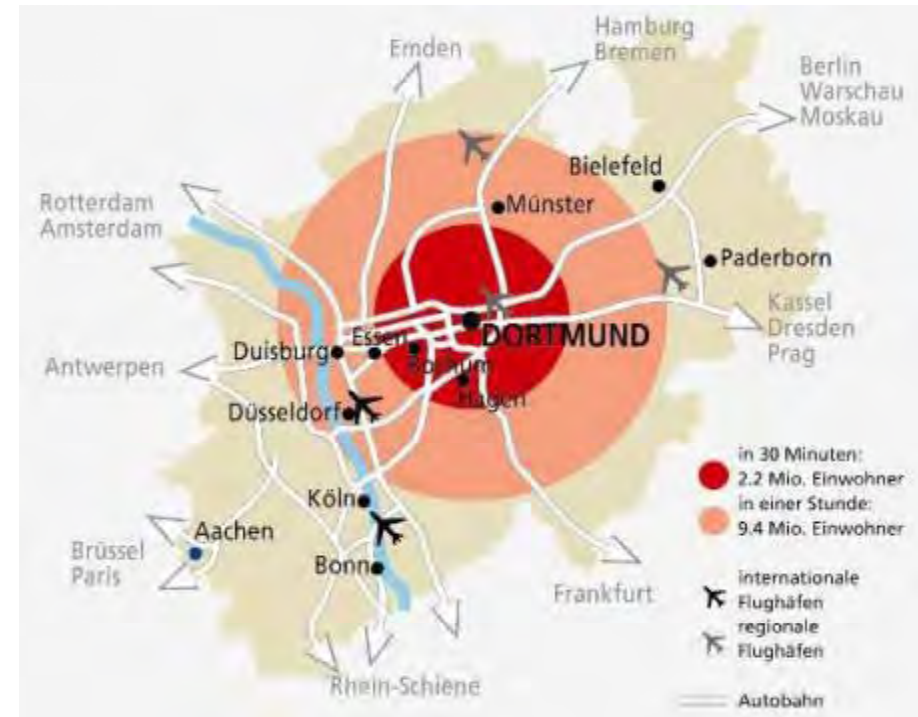 Emden
Hamburg
Bremen
Berlin
Warschau
Moskau
Bielefeld
Rotterdam
Amsterdam
Münster
Paderborn
Kassel
Dresden
Prag
DORTMUND
Essen
Duisburg
Bochum
Antwerpen
Hagen
Düsseldorf
in 30 Minuten:
2.2 Mio. Einwohner
in einer Stunde:
9.4 Mio. Einwohner
Köln
Aachen
Brüssel
Paris
Bonn
Frankfurt
internationale
Flughäfen
regionale
Flughäfen
Rhein-Schiene
Autobahn